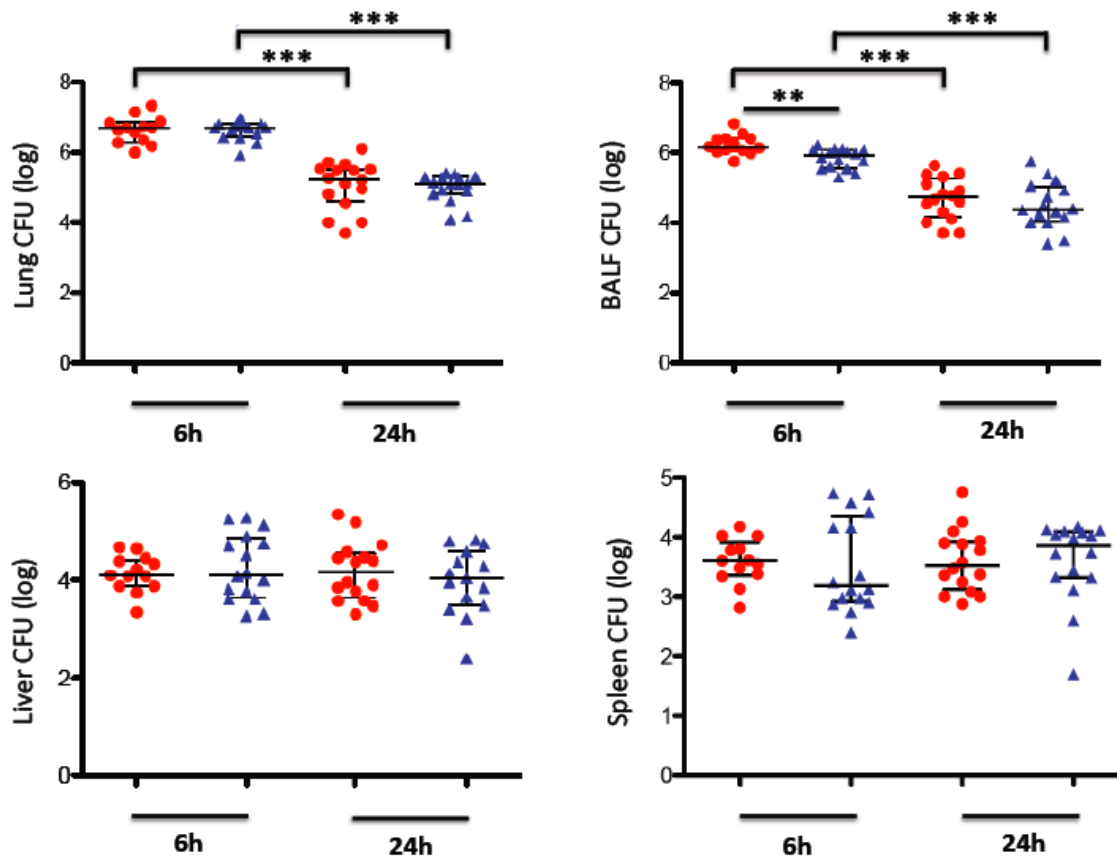 ***
***
Lung CFU (log)
8
6
4
2
0
6h
24h
***
***
**
BALF CFU (log)
8
6
4
2
0
6h
24h
Liver CFU (log)
6
4
2
0
6h
24h
Spleen CFU (log)
5
4
3
2
1
0
6h
24h